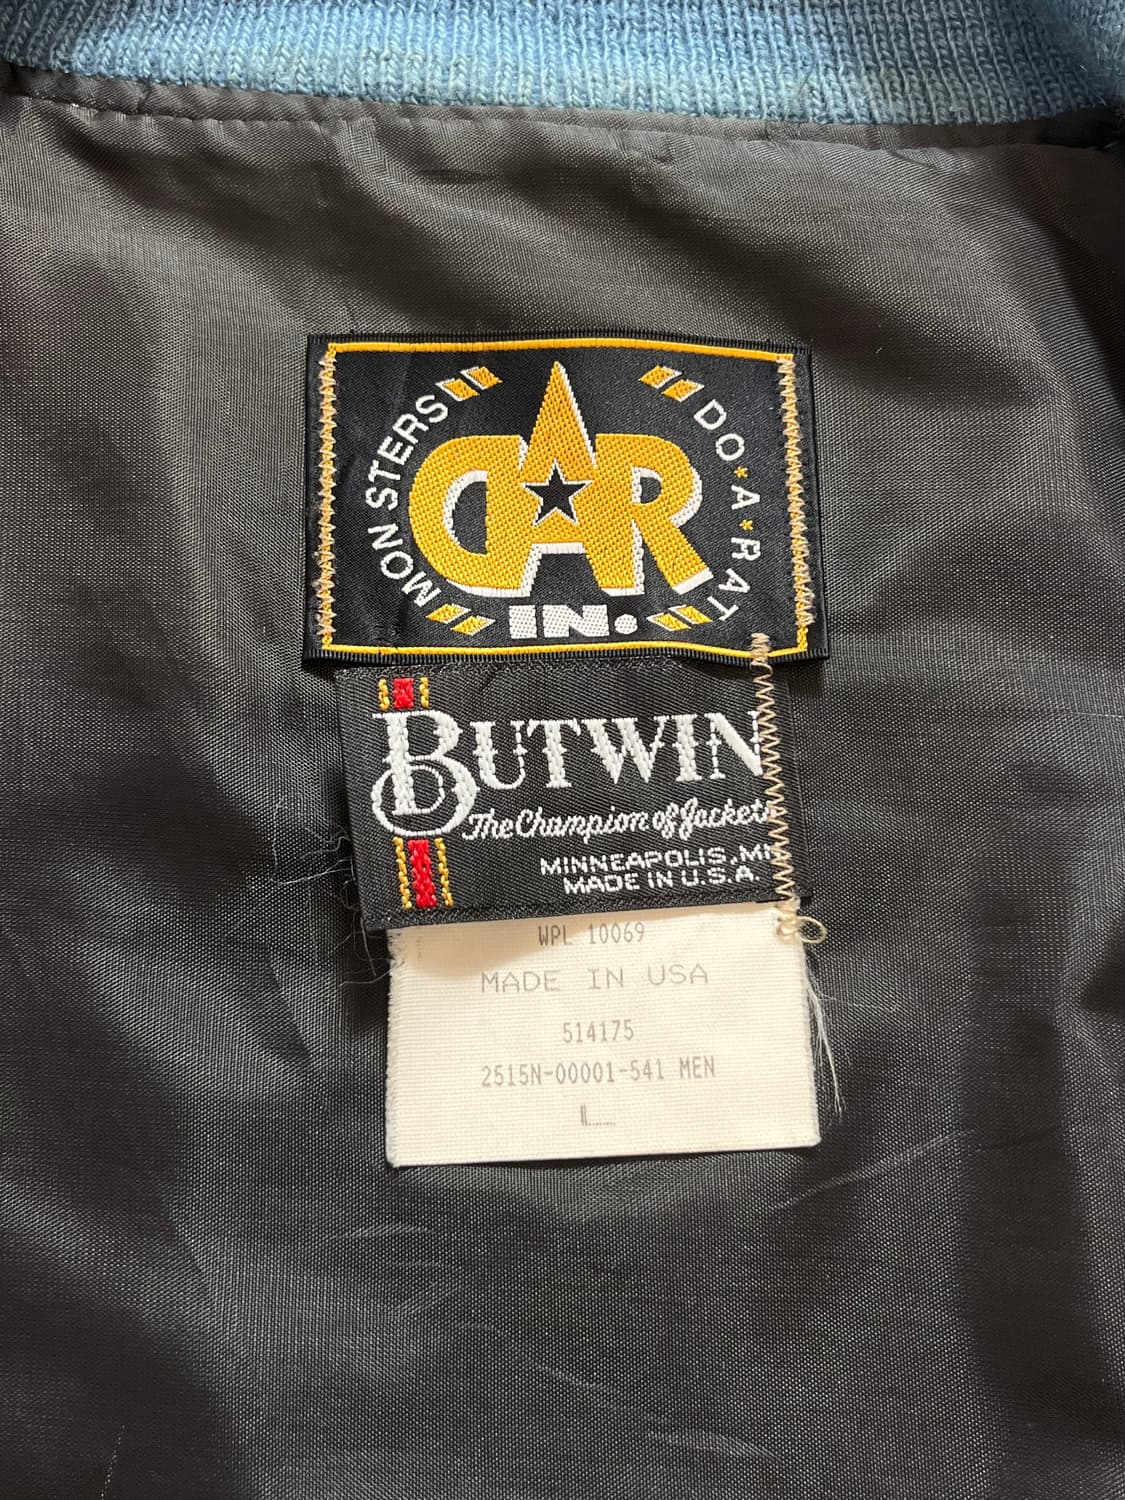 MON STERS
DO*A*RAT
DAR
IN.
BUTWIN
The Champion of Jackets
MINNEAPOLIS, MN
MADE IN U.S.A.
WPL 10069
MADE IN USA
514175
2515N-00001-541 MEN
L